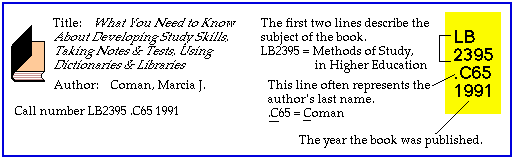 Title: What You Need to Know
About Developing Study Skills,
Taking Notes & Tests, Using
Dictionaries & Libraries
Author: Coman, Marcia J.
Call number LB2395 .C65 1991
The first two lines describe the
subject of the book.
LB2395 = Methods of Study,
in Higher Education
This line often represents the
author's last name.
.C65 = Coman
The year the book was published.
LB
2395
.C65
1991